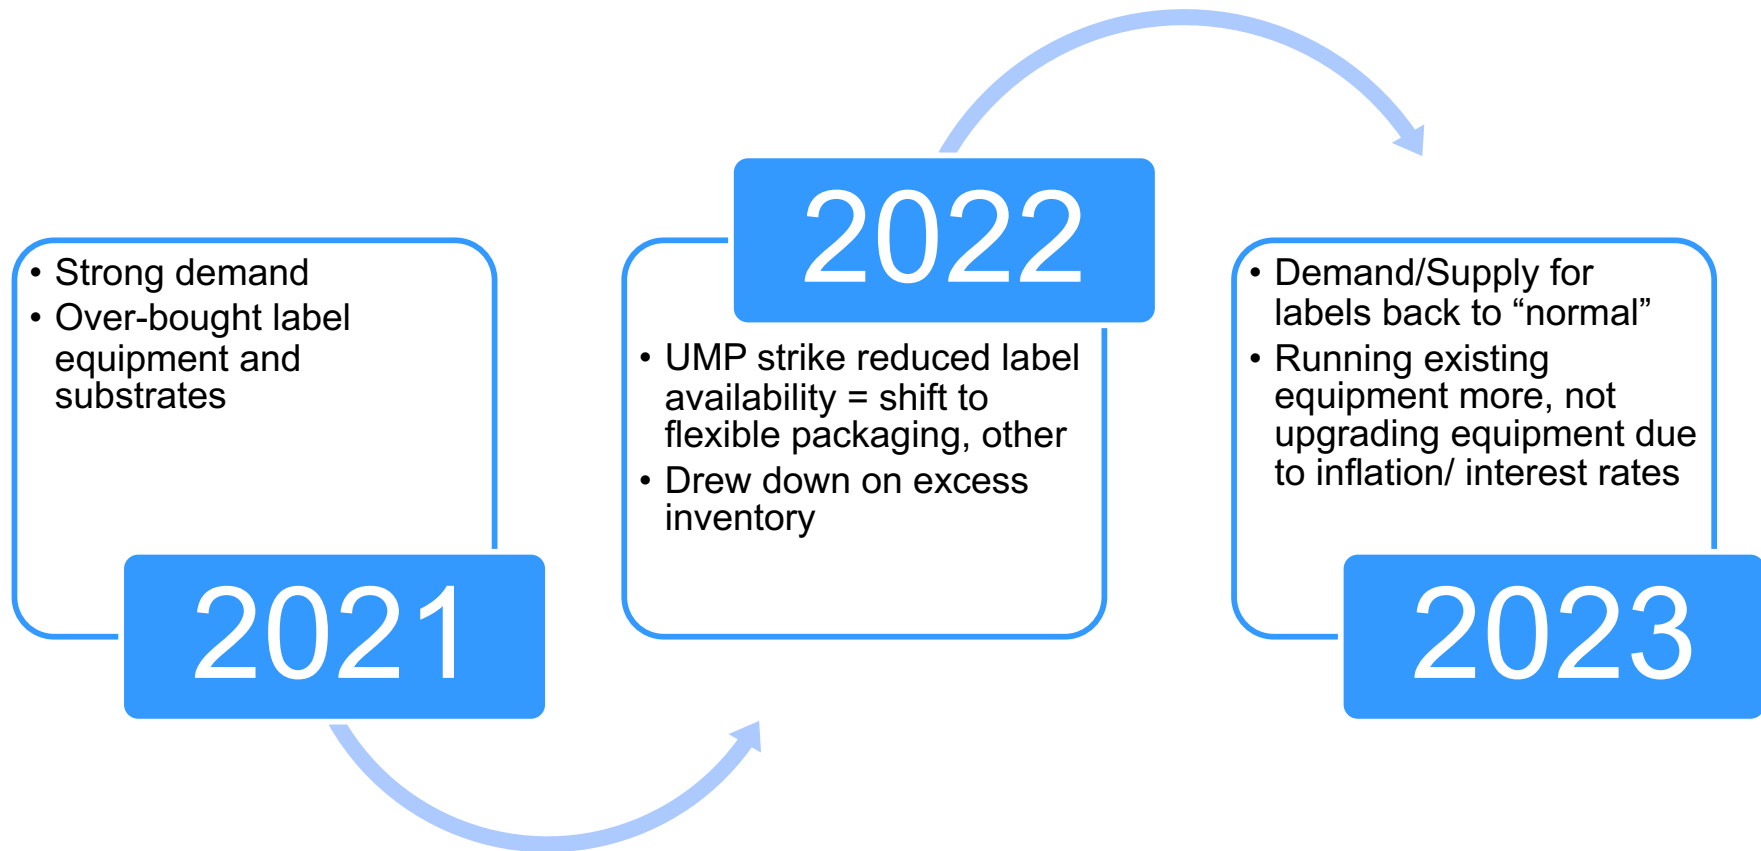 • Strong demand
• Over-bought label
equipment and
substrates
2021
2022
• UMP strike reduced label
availability = shift to
flexible packaging, other
• Drew down on excess
inventory
• Demand/Supply for
labels back to “normal”
• Running existing
equipment more, not
upgrading equipment due
to inflation/ interest rates
2023